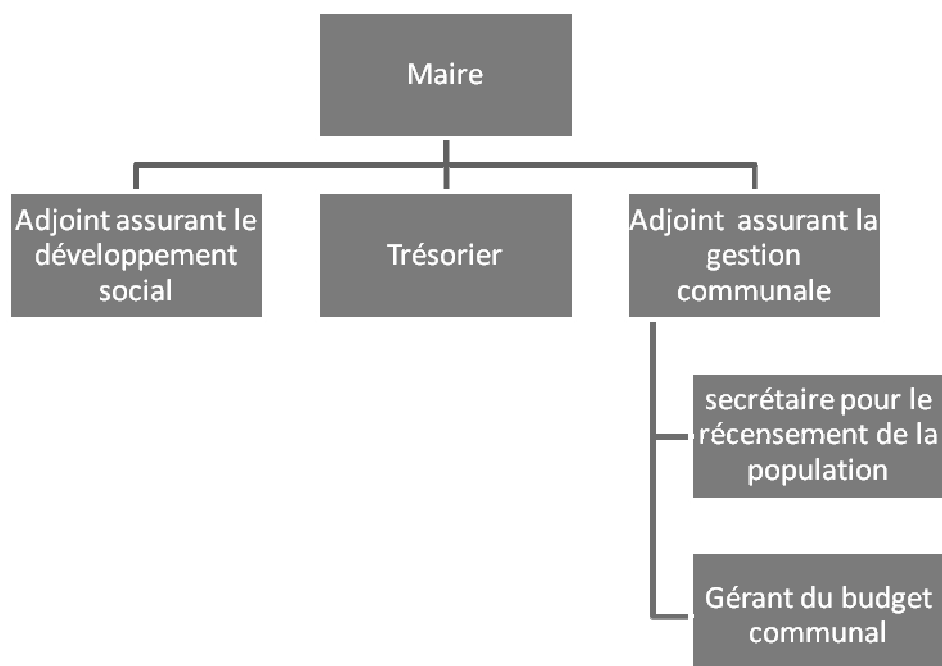 Maire
Adjoint assurant le
développement
social
Trésorier
Adjoint assurant la
gestion
communale
secrétaire pour le
récensement de la
population
Gérant du budget
communal